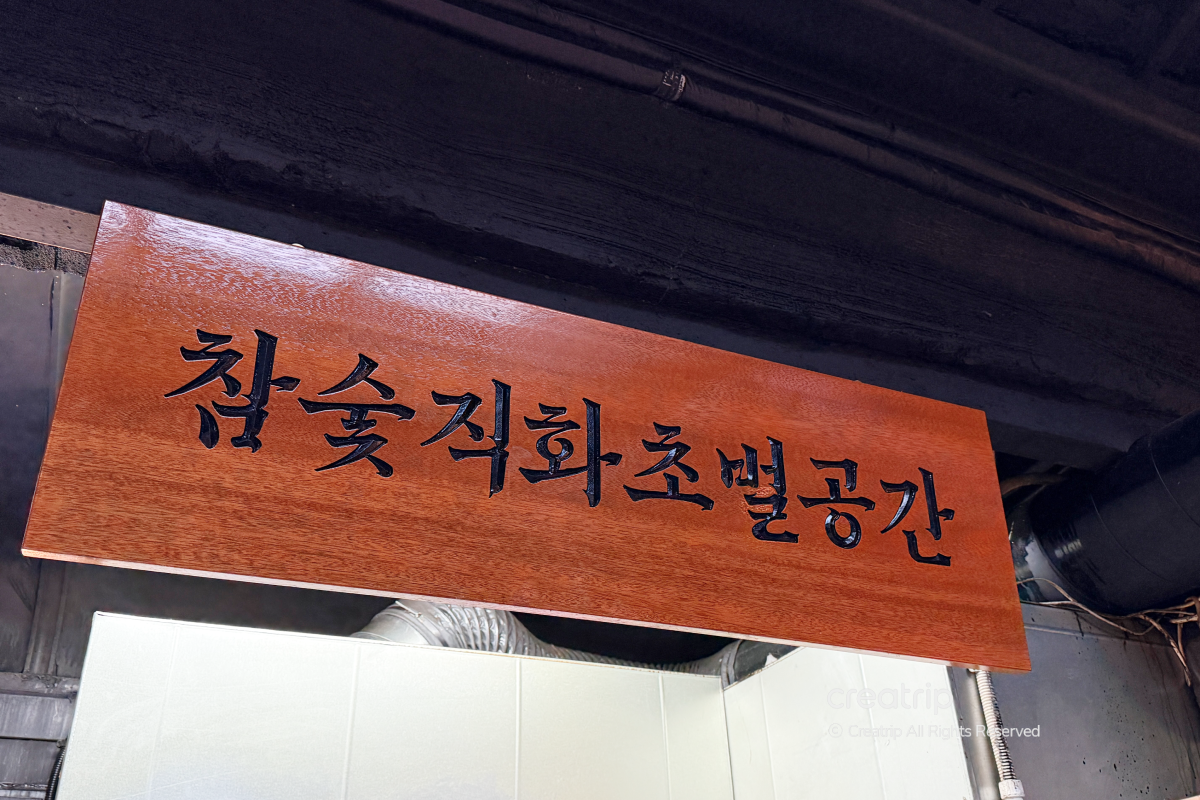 참숯직화초벌공간
creatrip
© Creatrip All Rights Reserved